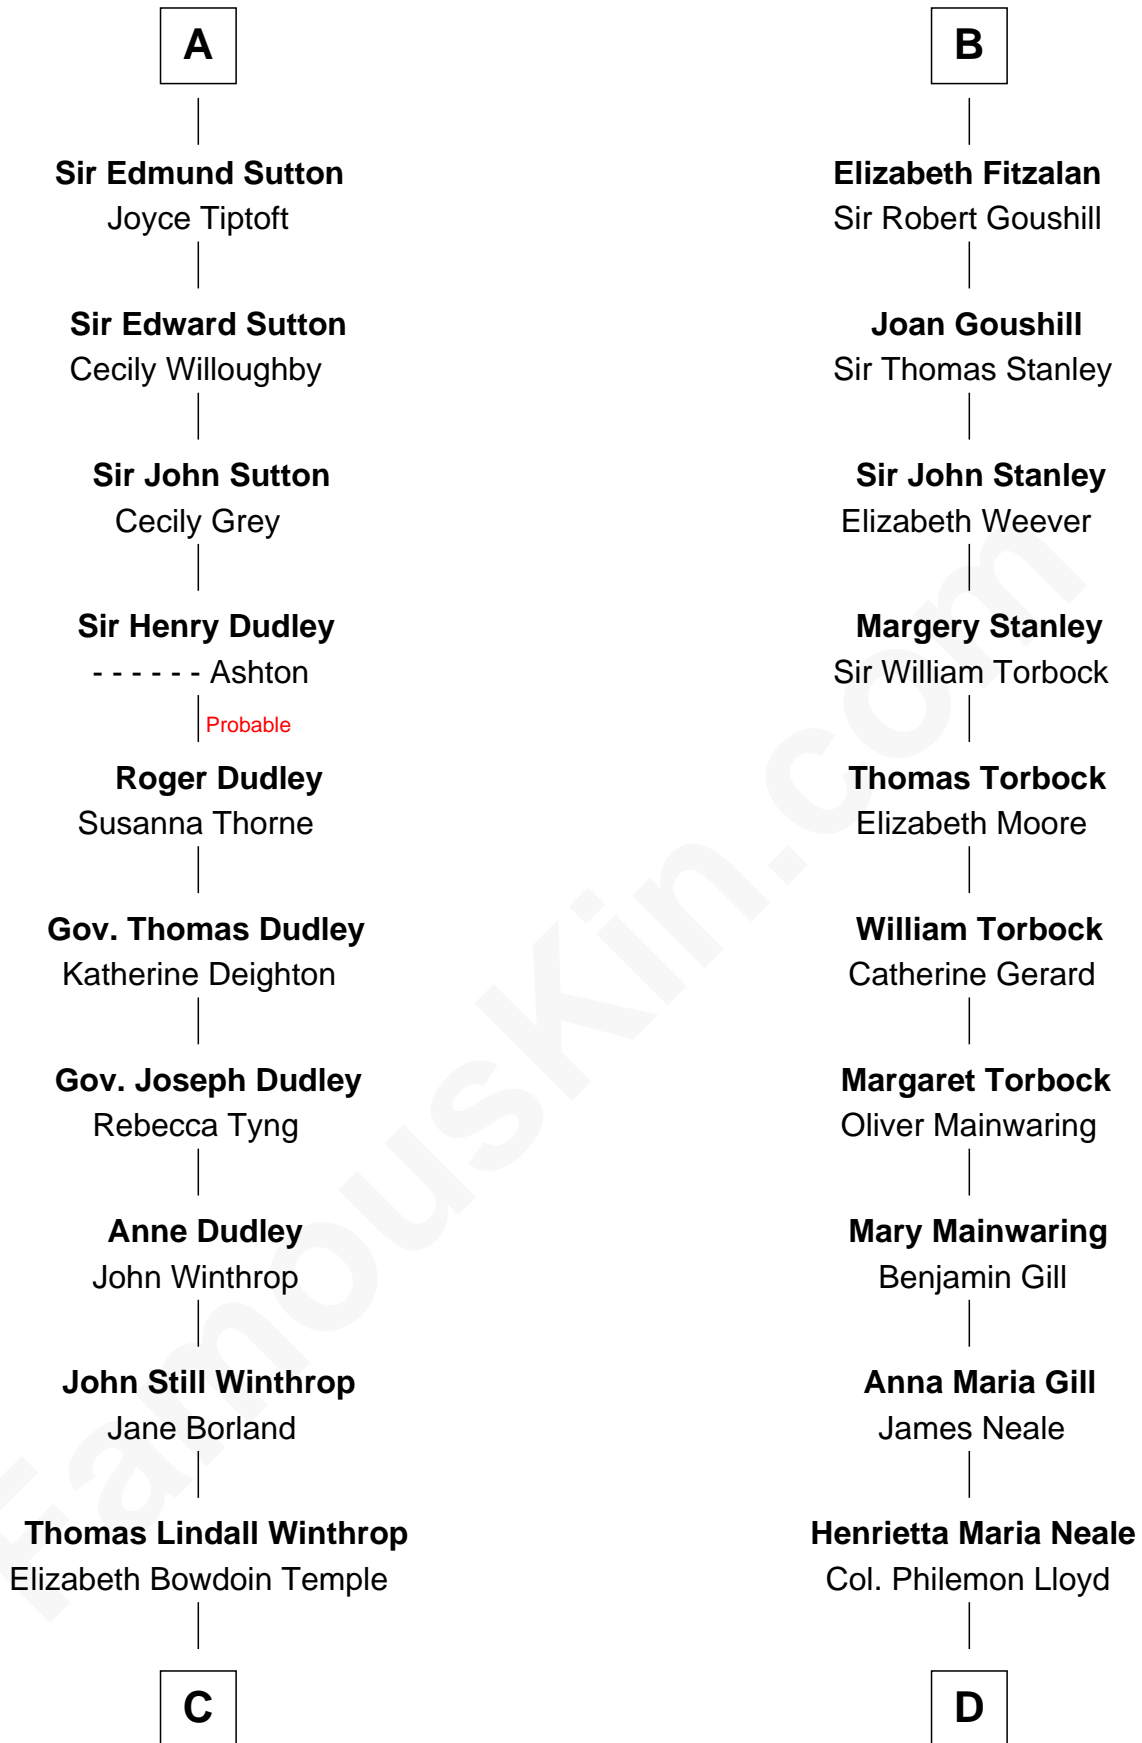 A
Sir Edmund Sutton
Joyce Tiptoft
Sir Edward Sutton
Cecily Willoughby
Sir John Sutton
Cecily Grey
Sir Henry Dudley
- - - - - - Ashton
Probable
Roger Dudley
Susanna Thorne
Gov. Thomas Dudley
Katherine Deighton
Gov. Joseph Dudley
Rebecca Tyng
Anne Dudley
John Winthrop
John Still Winthrop
Jane Borland
Thomas Lindall Winthrop
Elizabeth Bowdoin Temple
C
B
Elizabeth Fitzalan
Sir Robert Goushill
Joan Goushill
Sir Thomas Stanley
Sir John Stanley
Elizabeth Weever
Margery Stanley
Sir William Torbock
Thomas Torbock
Elizabeth Moore
William Torbock
Catherine Gerard
Margaret Torbock
Oliver Mainwaring
Mary Mainwaring
Benjamin Gill
Anna Maria Gill
James Neale
Henrietta Maria Neale
Col. Philemon Lloyd
D
FamousKin.com